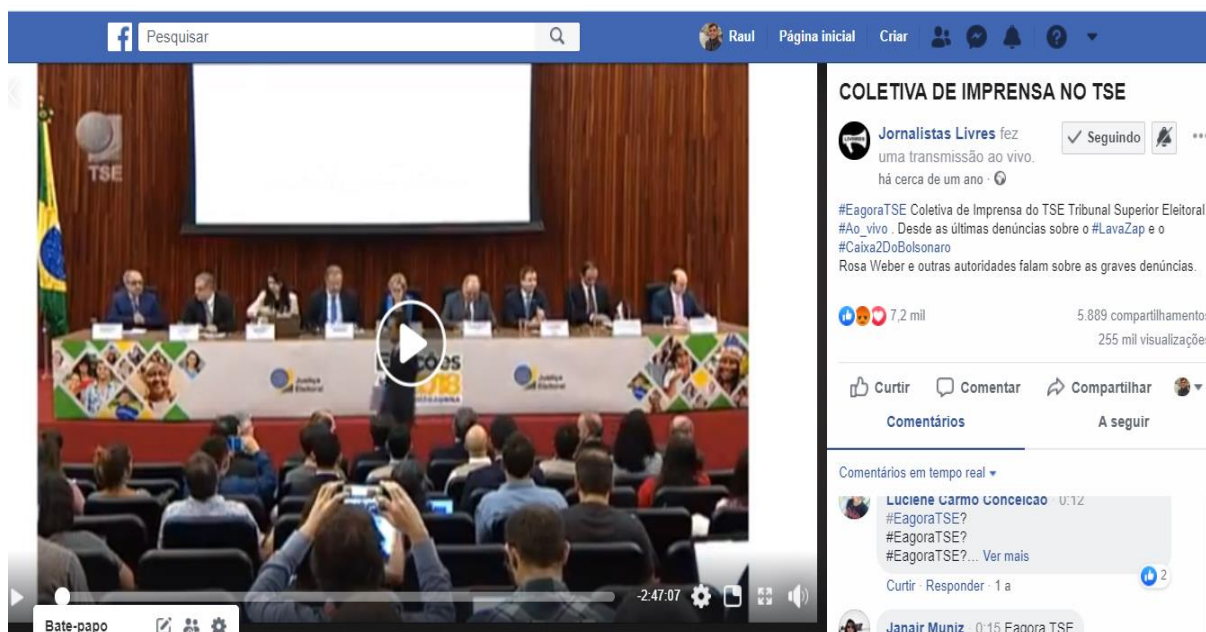 Pesquisar
Raul
Página inicial
Criar
TSE
Eleições
2018
Justiça
Eleitoral
Justiça
Eleitoral
-2:47:07
Bate-papo
COLETIVA DE IMPRENSA NO TSE
Jornalistas Livres fez
uma transmissão ao vivo.
há cerca de um ano ·
Seguindo
#EagoraTSE Coletiva de Imprensa do TSE Tribunal Superior Eleitoral
#Ao_vivo . Desde as últimas denúncias sobre o #LavaZap e o
#Caixa2DoBolsonaro
Rosa Weber e outras autoridades falam sobre as graves denúncias.
7,2 mil
5.889 compartilhamentos
255 mil visualizações
Curtir
Comentar
Compartilhar
Comentários
A seguir
Comentários em tempo real
Luciene Carmo Conceicao · 0:12
#EagoraTSE?
#EagoraTSE?
#EagoraTSE?... Ver mais
2
Curtir · Responder · 1 a
Janair Muniz · 0:15 Eagora TSE